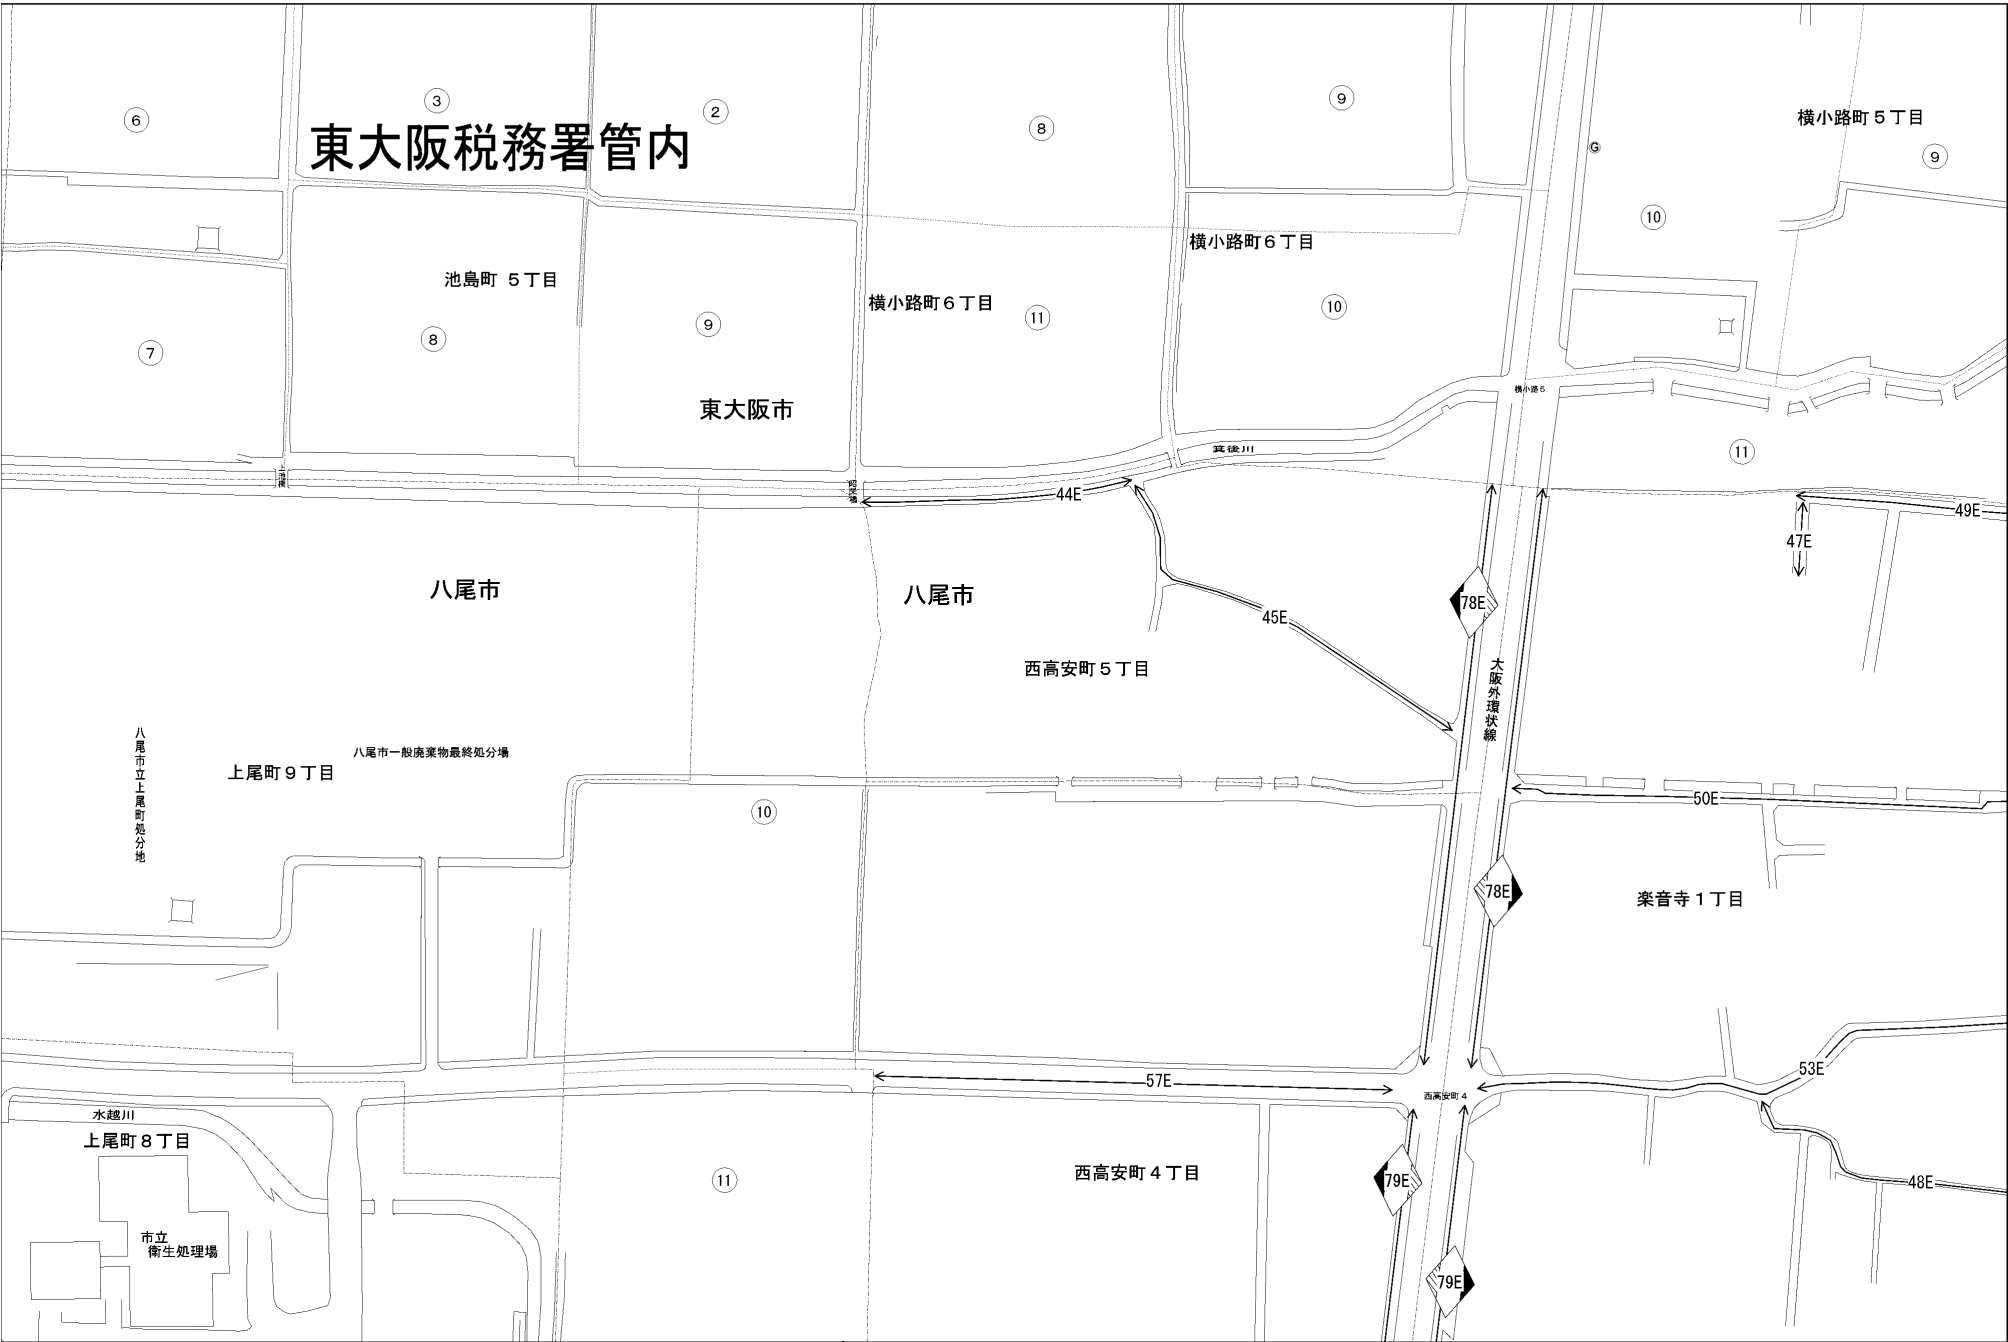 ⑥
③
②
⑧
⑨
横小路町５丁目
⑨
東大阪税務署管内
G
⑩
横小路町６丁目
池島町 ５丁目
横小路町６丁目
⑪
⑩
⑦
⑧
⑨
東大阪市
横小路５
箕後川
⑪
44E
49E
47E
八尾市
八尾市
78E
45E
西高安町５丁目
大阪外環状線
八尾市立上尾町処分地
八尾市一般廃棄物最終処分場
上尾町９丁目
⑩
50E
78E
楽音寺１丁目
57E
53E
西高安町４
水越川
上尾町８丁目
⑪
西高安町４丁目
79E
48E
市立
衛生処理場
79E